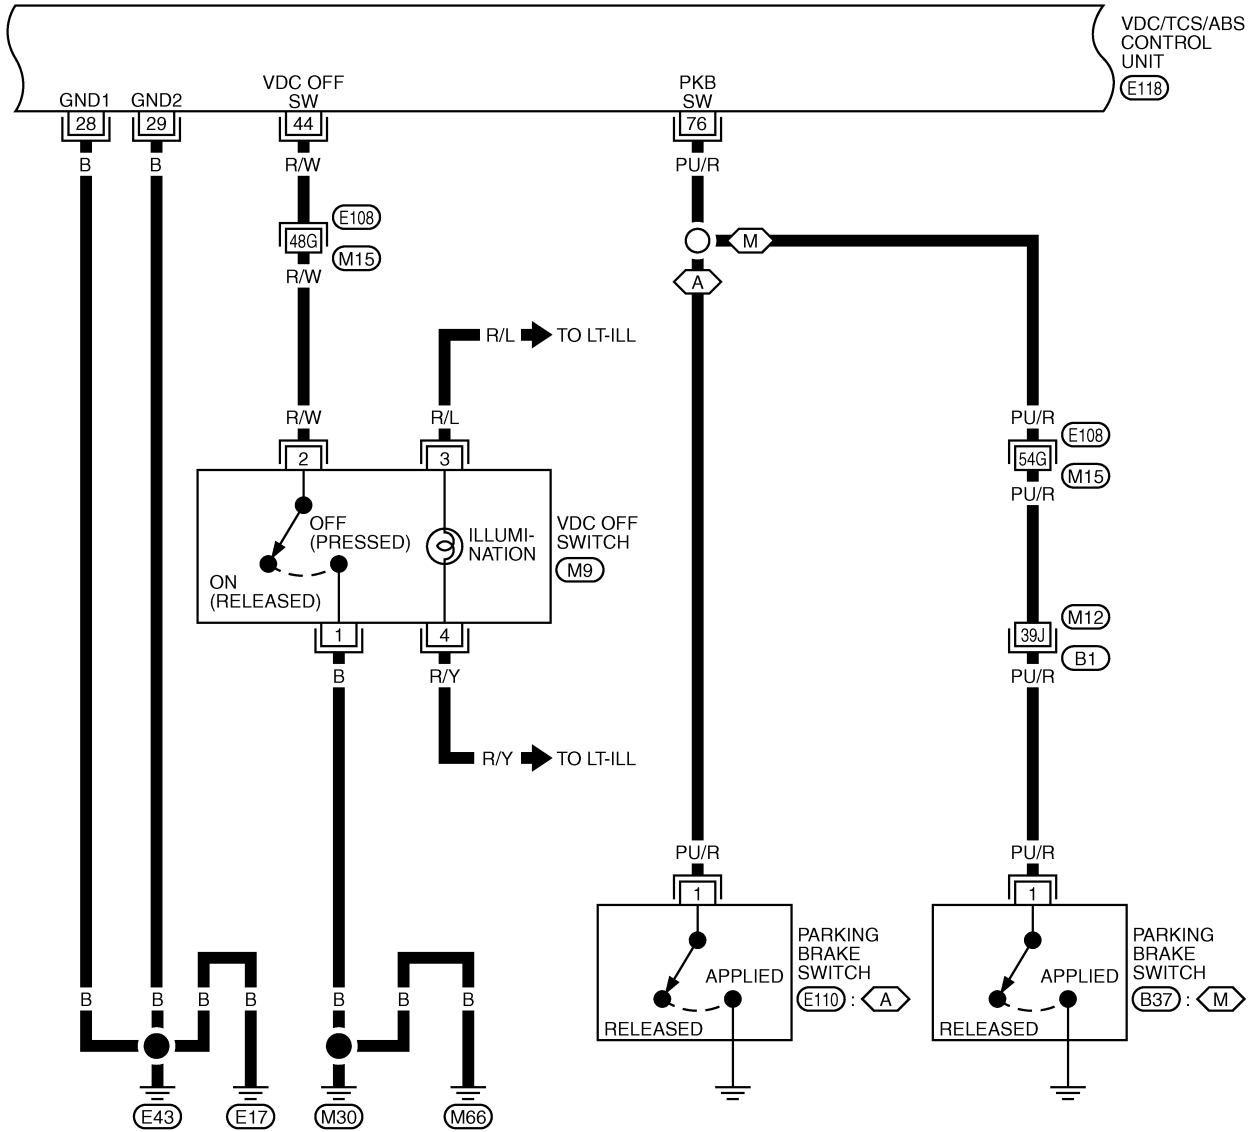 VDC/TCS/ABS
CONTROL
UNIT
E118
GND1
GND2
VDC OFF
SW
PKB
SW
28
29
44
76
B
B
R/W
PU/R
E108
48G
M15
R/W
M
A
R/L
TO LT-ILL
R/W
R/L
PU/R
E108
2
3
54G
M15
PU/R
OFF
(PRESSED)
ILLUMI-
NATION
VDC OFF
SWITCH
M9
ON
(RELEASED)
1
4
M12
39J
B1
B
R/Y
PU/R
R/Y
TO LT-ILL
PU/R
PU/R
1
1
PARKING
BRAKE
SWITCH
E110 : A
APPLIED
RELEASED
PARKING
BRAKE
SWITCH
B37 : M
APPLIED
RELEASED
B
B
B
B
B
B
B
E43
E17
M30
M66